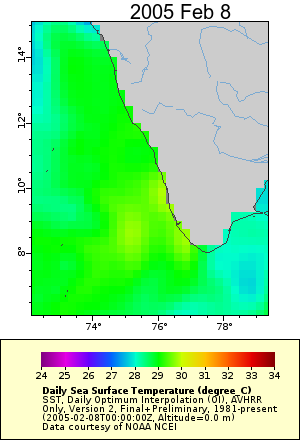 2005 Feb 8
14°
12°
10°
8°
74°
76°
78°
24 25 26 27 28 29 30 31 32 33 34
Daily Sea Surface Temperature (degree_C)
SST, Daily Optimum Interpolation (OI), AVHRR
Only, Version 2, Final+Preliminary, 1981-present
(2005-02-08T00:00:00Z, Altitude=0.0 m)
Data courtesy of NOAA NCEI